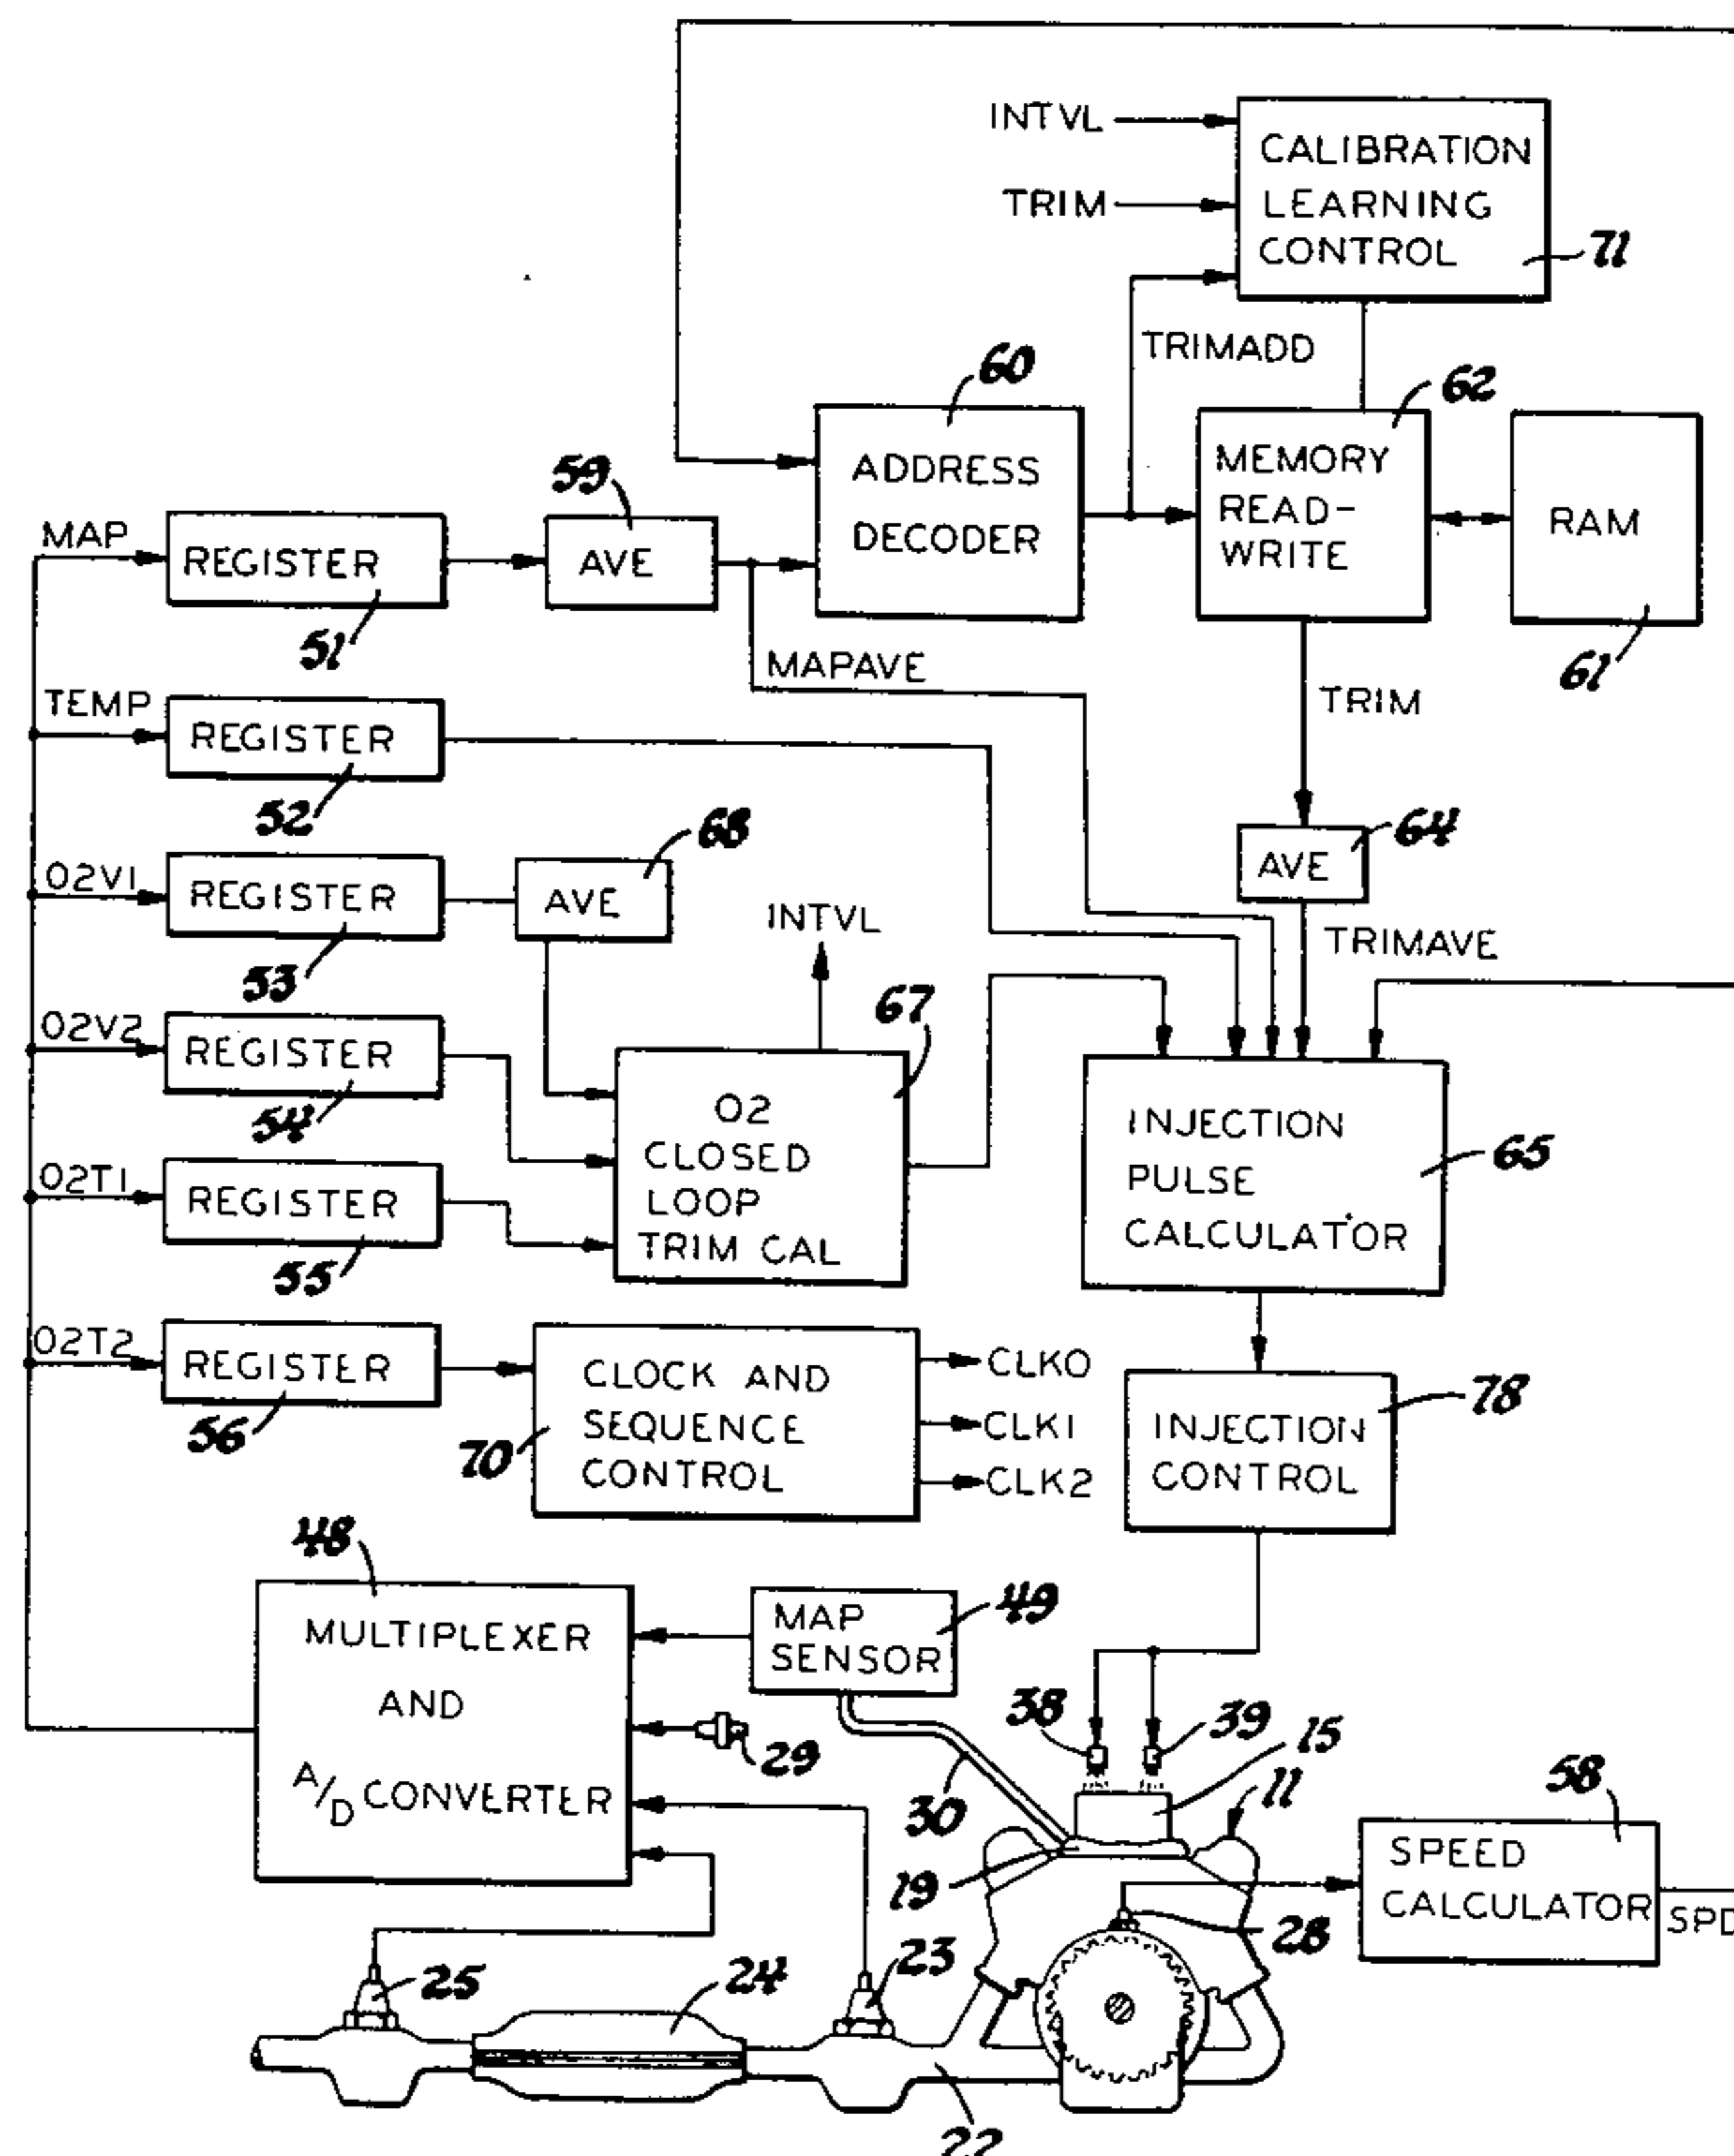 INTVL
TRIM
CALIBRATION
LEARNING
CONTROL
71
TRIMADD
60
ADDRESS
DECODER
62
MEMORY
READ-
WRITE
RAM
61
MAP
REGISTER
51
59
AVE
MAPAVE
TRIM
TEMP
REGISTER
52
68
AVE
64
AVE
TRIMAVE
O2V1
REGISTER
53
INTVL
67
O2V2
REGISTER
54
O2
CLOSED
LOOP
TRIM CAL
INJECTION
PULSE
CALCULATOR
65
O2T1
REGISTER
55
O2T2
REGISTER
56
CLOCK AND
SEQUENCE
CONTROL
70
CLK0
CLK1
CLK2
INJECTION
CONTROL
78
48
MULTIPLEXER
AND
A/D CONVERTER
MAP
SENSOR
49
29
30
38
39
15
11
19
28
58
SPEED
CALCULATOR
SPD
25
24
23
22